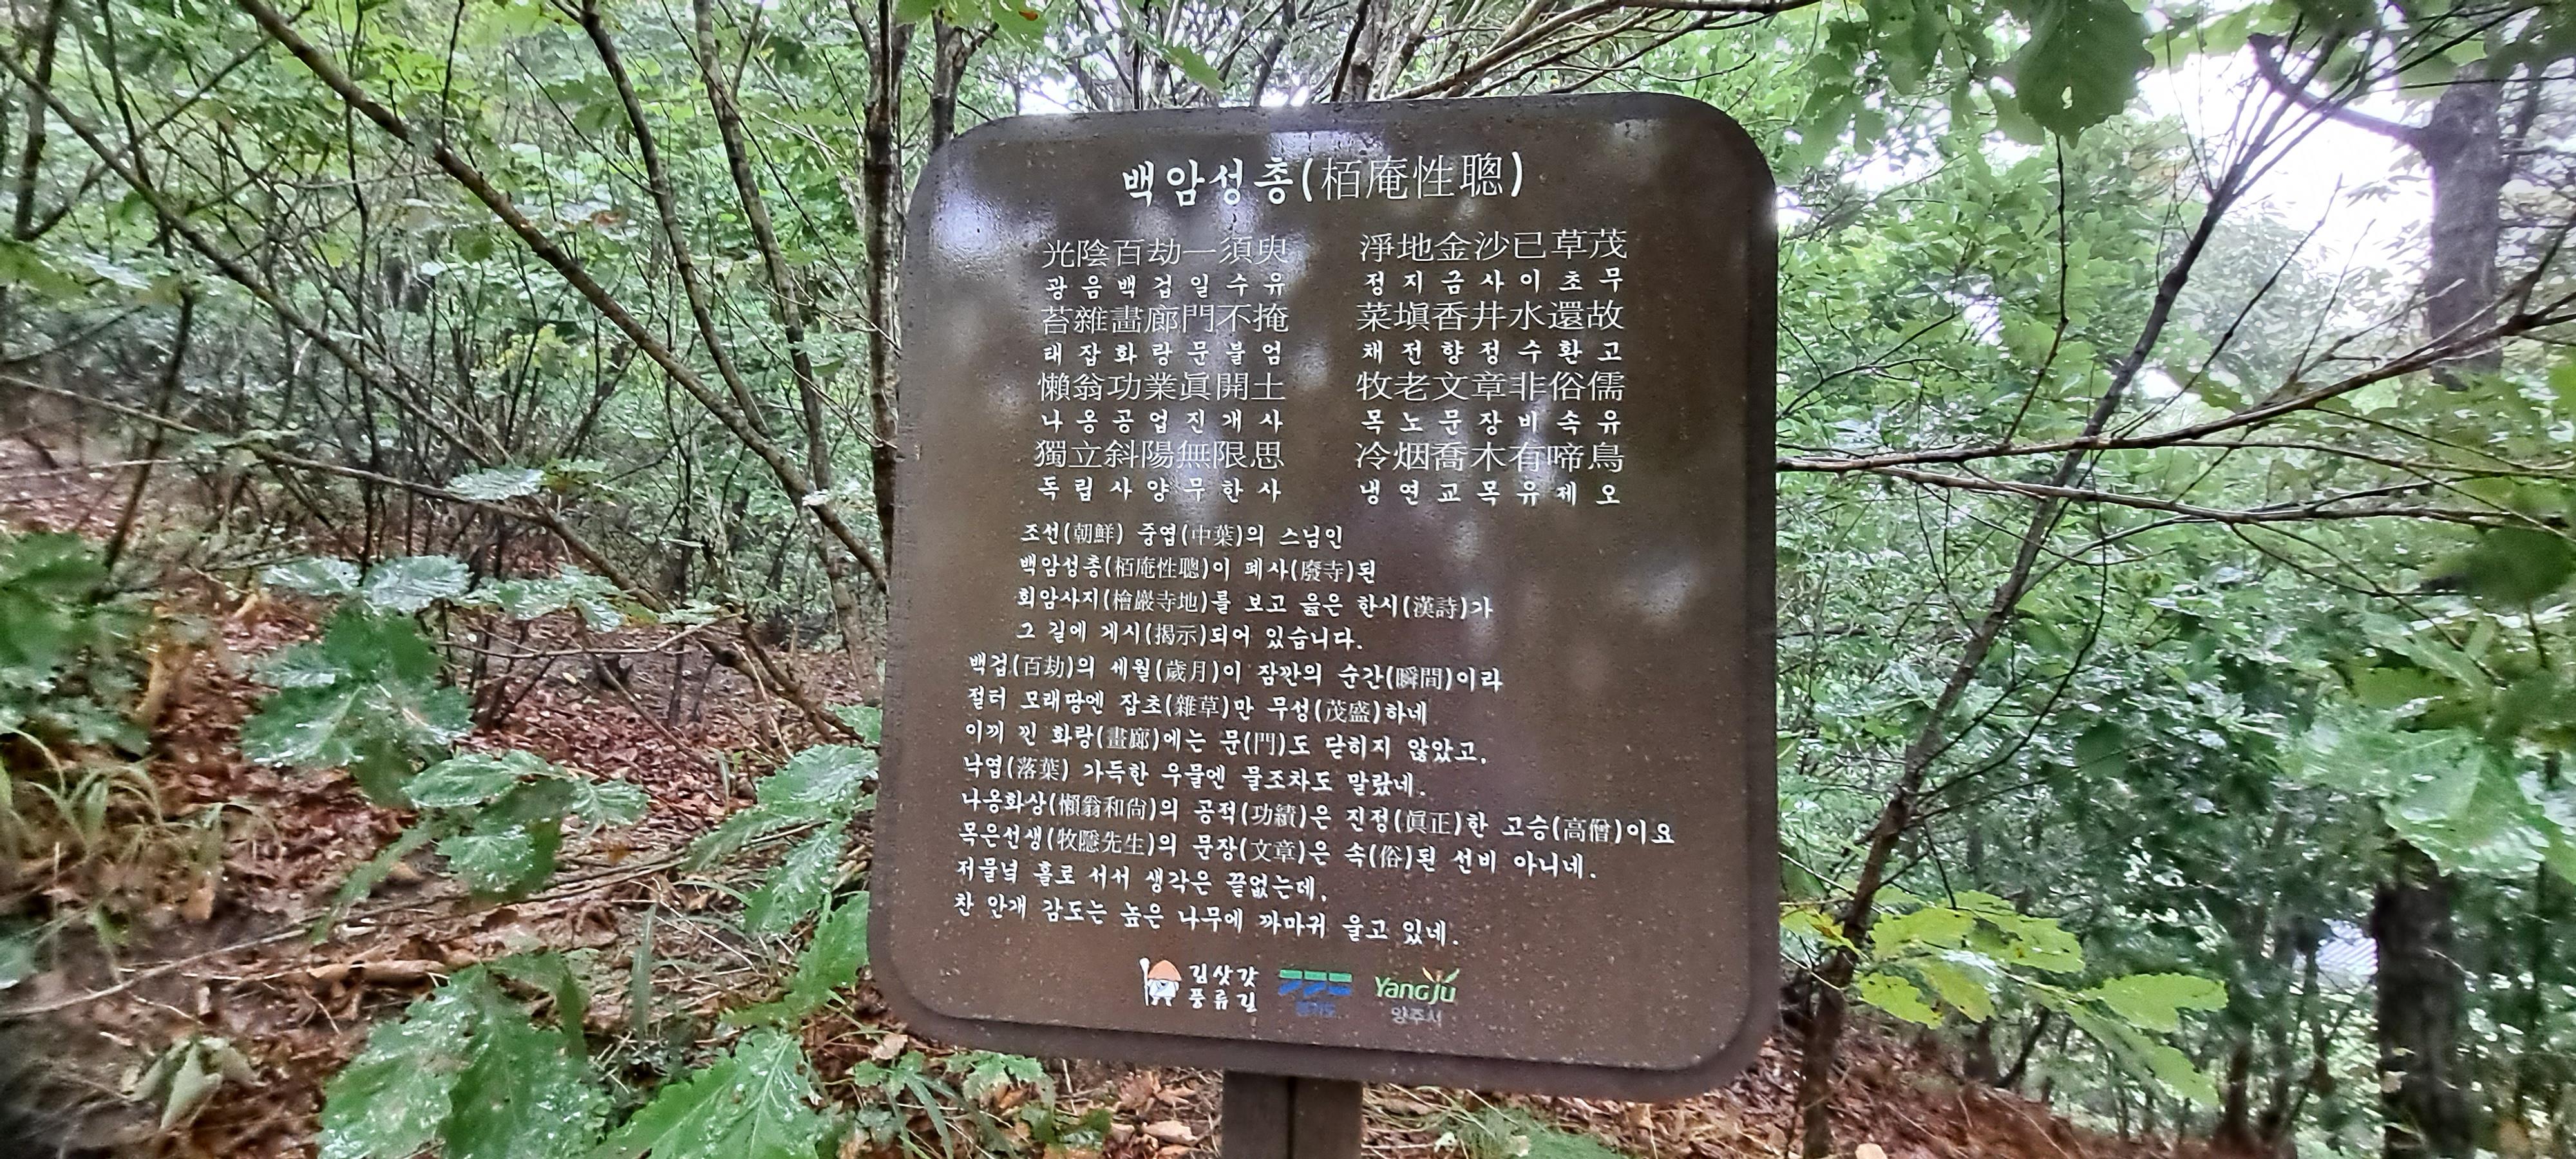 백암성총(栢庵性聰)
光陰百劫一須臾 淨地金沙已草茂
광음백겁일수유 정지금사이초무
苔雜畵廊門不掩 葉塡香井水還故
태잡화랑문불엄 채전향정수환고
懶翁功業眞開士 牧老文章非俗儒
나옹공업진개사 목노문장비속유
獨立斜陽無限思 冷烟喬木有啼鳥
독립사양무한사 냉연교목유제오
조선(朝鮮) 중엽(中葉)의 스님인
백암성총(栢庵性聰)이 폐사(廢寺)된
회암사지(檜巖寺地)를 보고 읊은 한시(漢詩)가
그 길에 게시(揭示)되어 있습니다.
백겁(百劫)의 세월(歲月)이 잠깐의 순간(瞬間)이라
절터 모래땅엔 잡초(雜草)만 무성(茂盛)하네
이끼 낀 화랑(畫廊)에는 문(門)도 닫히지 않았고,
낙엽(落葉) 가득한 우물엔 물조차도 말랐네.
나옹화상(懶翁和尙)의 공적(功績)은 진정(眞正)한 고승(高僧)이요
목은선생(牧隱先生)의 문장(文章)은 속(俗)된 선비 아니네.
저물녘 홀로 서서 생각은 끝없는데,
찬 안개 감도는 높은 나무에 까마귀 울고 있네.
김삿갓
풍류길
경기도
Yangju
양주시